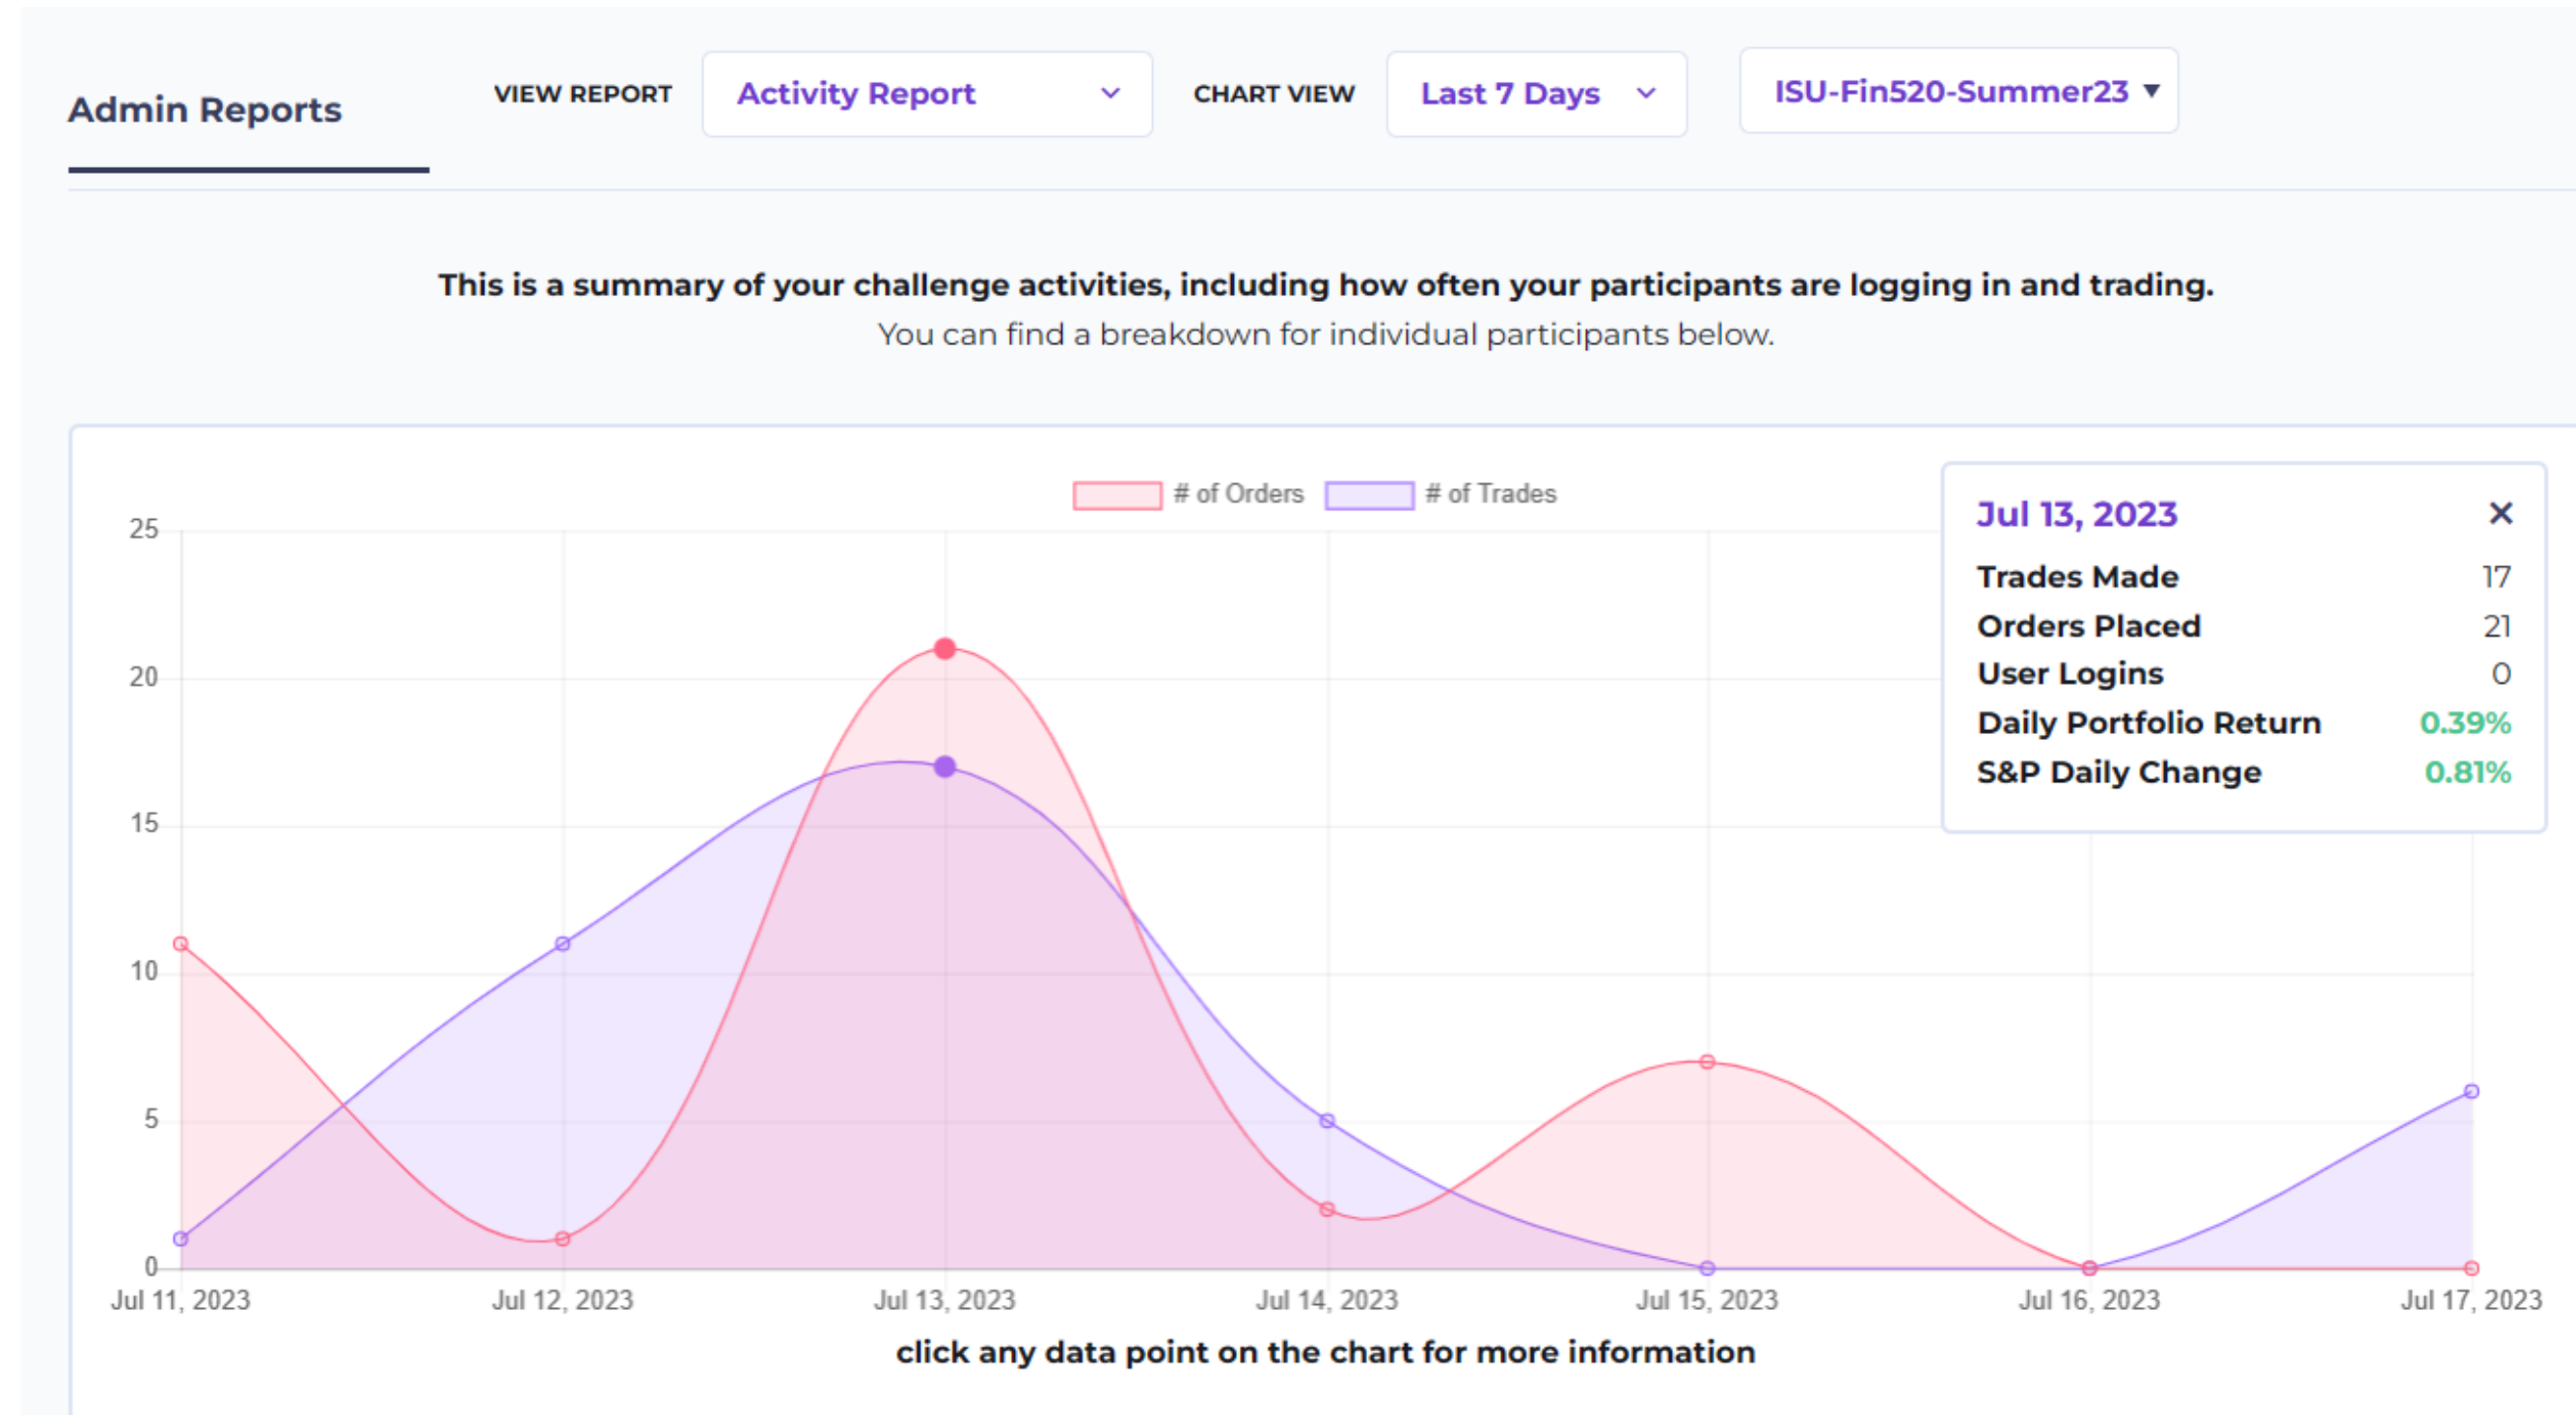 Admin Reports
VIEW REPORT
Activity Report
CHART VIEW
Last 7 Days
ISU-Fin520-Summer23
This is a summary of your challenge activities, including how often your participants are logging in and trading.
You can find a breakdown for individual participants below.
# of Orders
# of Trades
Jul 13, 2023
Trades Made 17
Orders Placed 21
User Logins 0
Daily Portfolio Return 0.39%
S&P Daily Change 0.81%
25
20
15
10
5
0
Jul 11, 2023
Jul 12, 2023
Jul 13, 2023
Jul 14, 2023
Jul 15, 2023
Jul 16, 2023
Jul 17, 2023
click any data point on the chart for more information